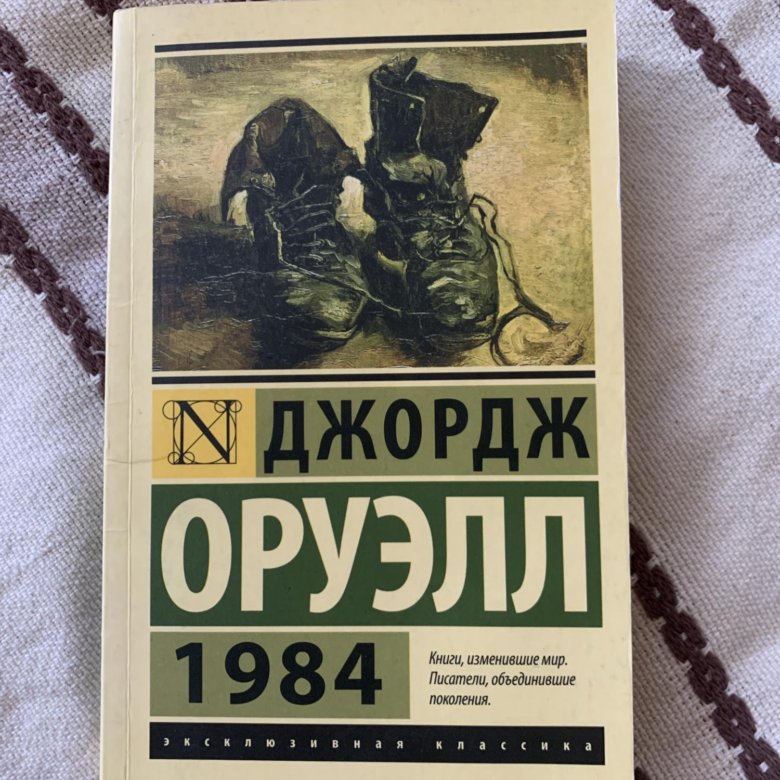 N
ДЖОРДЖ
ОРУЭЛЛ
1984
Книги, изменившие мир.
Писатели, объединившие
поколения.
эксклюзивная классика